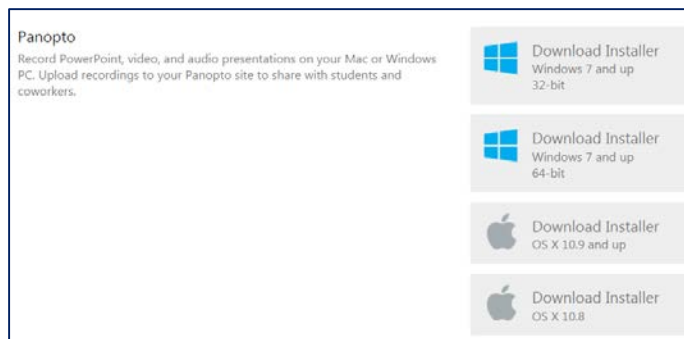 Panopto
Record PowerPoint, video, and audio presentations on your Mac or Windows
PC. Upload recordings to your Panopto site to share with students and
coworkers.
Download Installer
Windows 7 and up
32-bit
Download Installer
Windows 7 and up
64-bit
Download Installer
OS X 10.9 and up
Download Installer
OS X 10.8